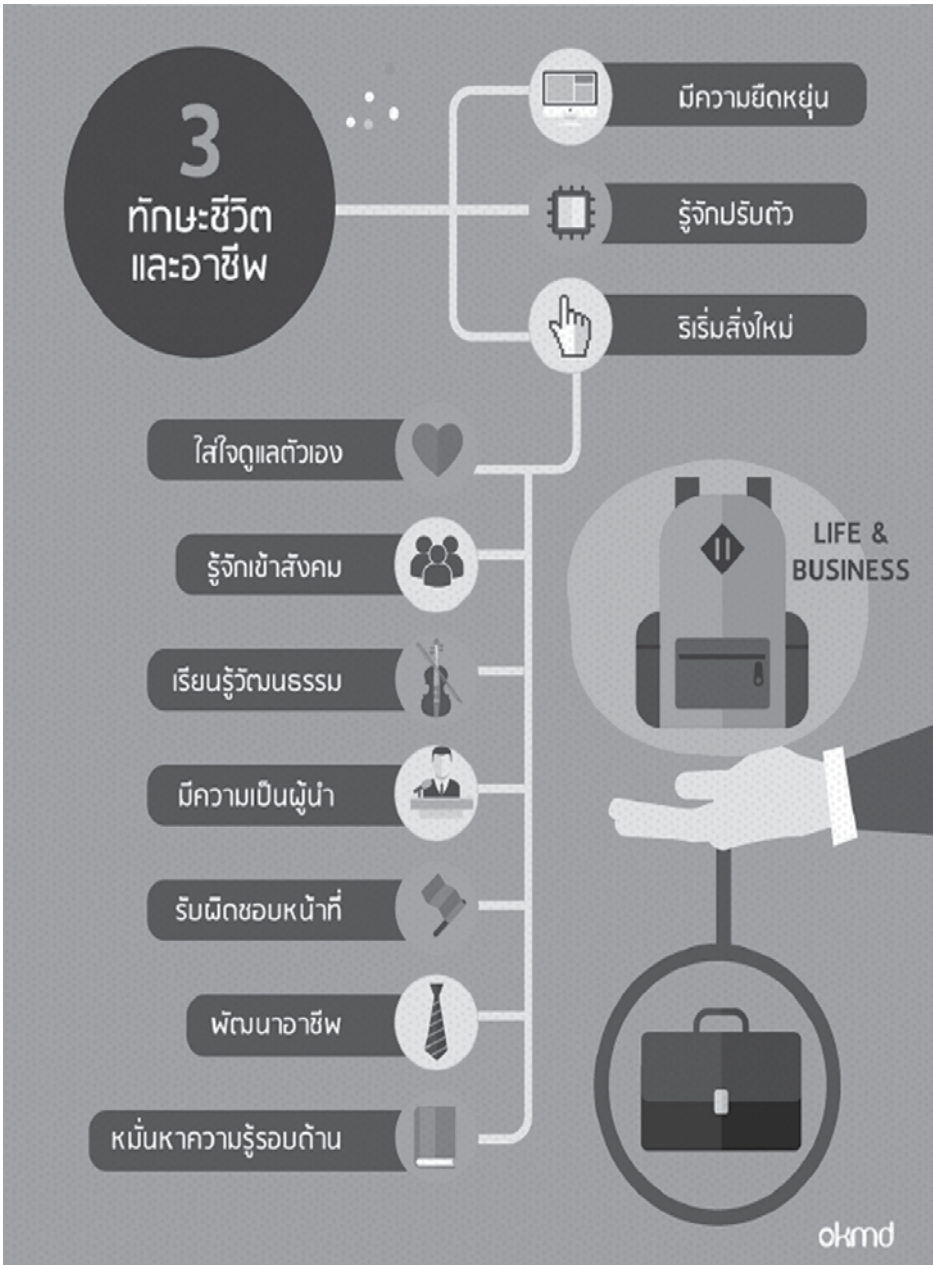 3
ทักษะชีวิต
และอาชีพ
มีความยืดหยุ่น
รู้จักปรับตัว
ริเริ่มสิ่งใหม่
ใส่ใจดูแลตัวเอง
รู้จักเข้าสังคม
เรียนรู้วัฒนธรรม
มีความเป็นผู้นำ
รับผิดชอบหน้าที่
พัฒนาอาชีพ
หมั่นหาความรู้รอบด้าน
LIFE &
BUSINESS
okmd